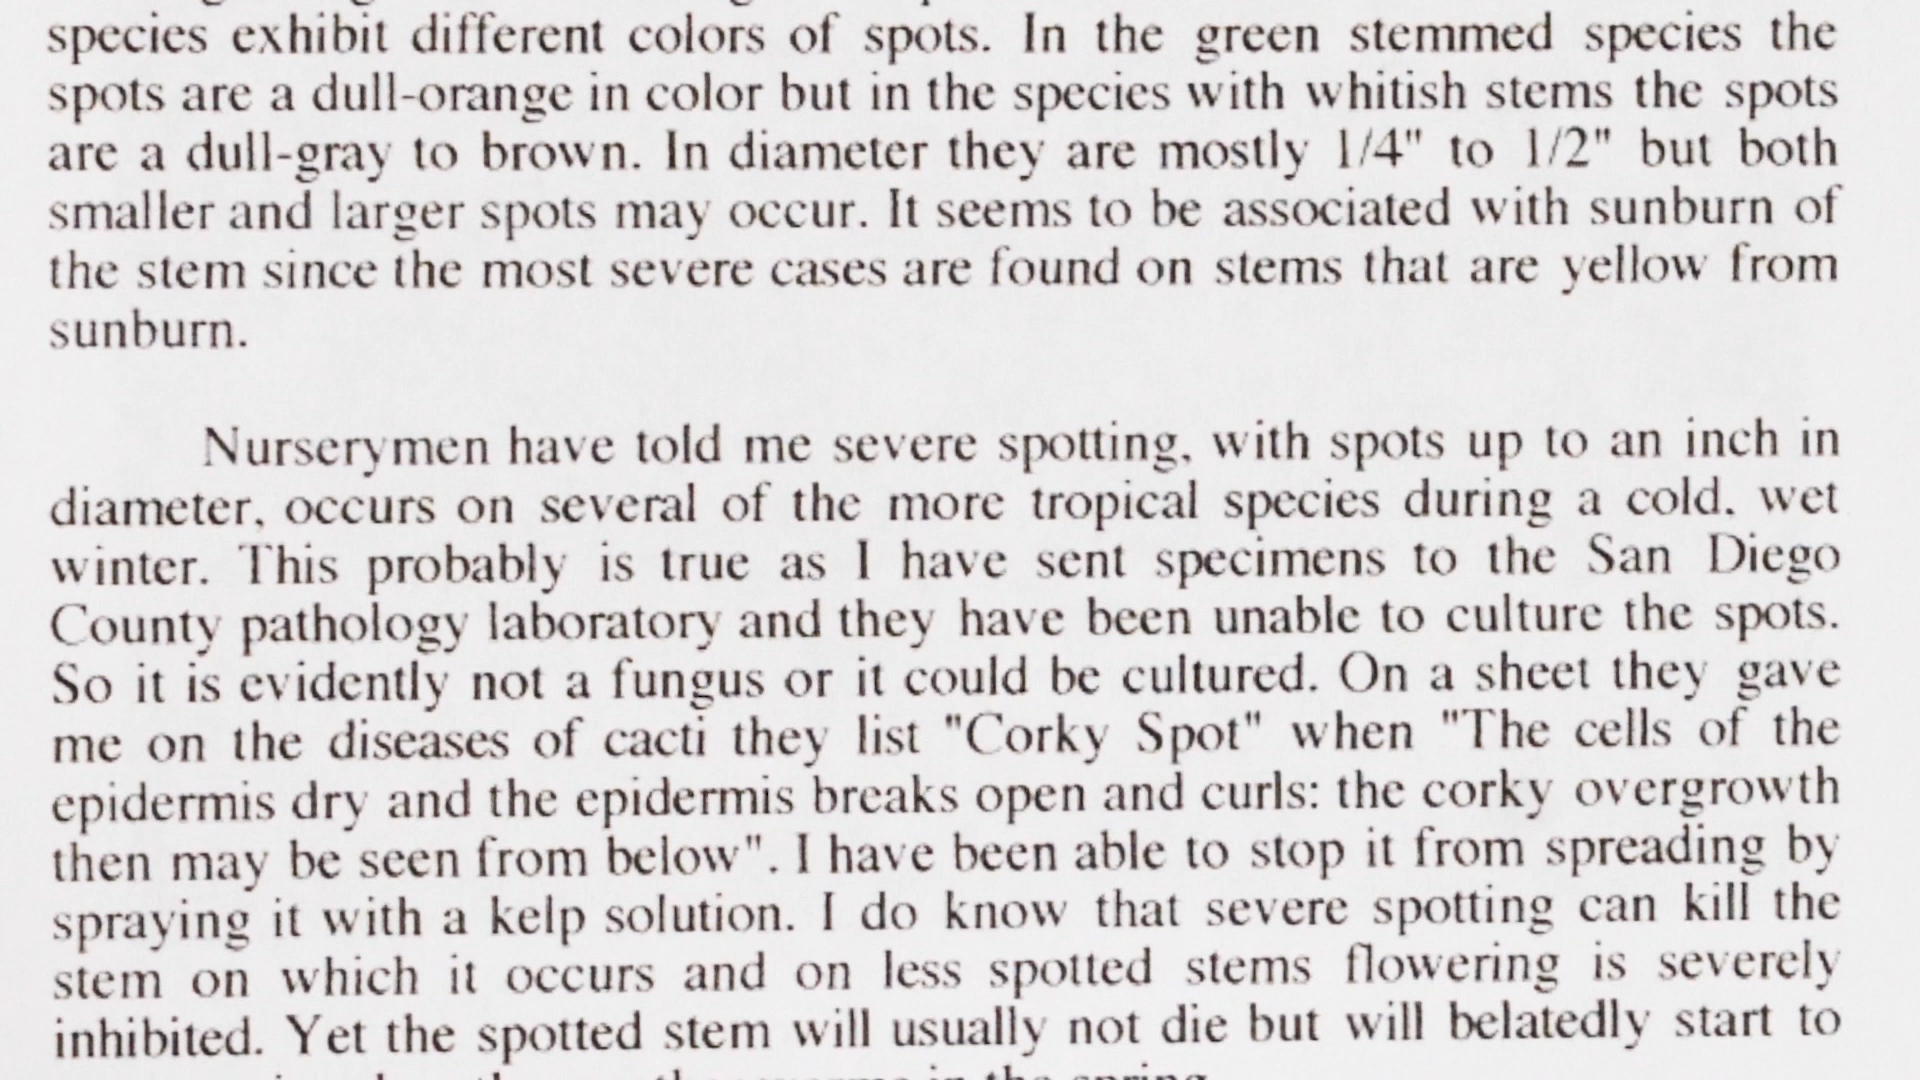 species exhibit different colors of spots. In the green stemmed species the
spots are a dull-orange in color but in the species with whitish stems the spots
are a dull-gray to brown. In diameter they are mostly 1/4" to 1/2" but both
smaller and larger spots may occur. It seems to be associated with sunburn of
the stem since the most severe cases are found on stems that are yellow from
sunburn.
Nurserymen have told me severe spotting, with spots up to an inch in
diameter, occurs on several of the more tropical species during a cold, wet
winter. This probably is true as I have sent specimens to the San Diego
County pathology laboratory and they have been unable to culture the spots.
So it is evidently not a fungus or it could be cultured. On a sheet they gave
me on the diseases of cacti they list "Corky Spot" when "The cells of the
epidermis dry and the epidermis breaks open and curls: the corky overgrowth
then may be seen from below". I have been able to stop it from spreading by
spraying it with a kelp solution. I do know that severe spotting can kill the
stem on which it occurs and on less spotted stems flowering is severely
inhibited. Yet the spotted stem will usually not die but will belatedly start to
in the spring